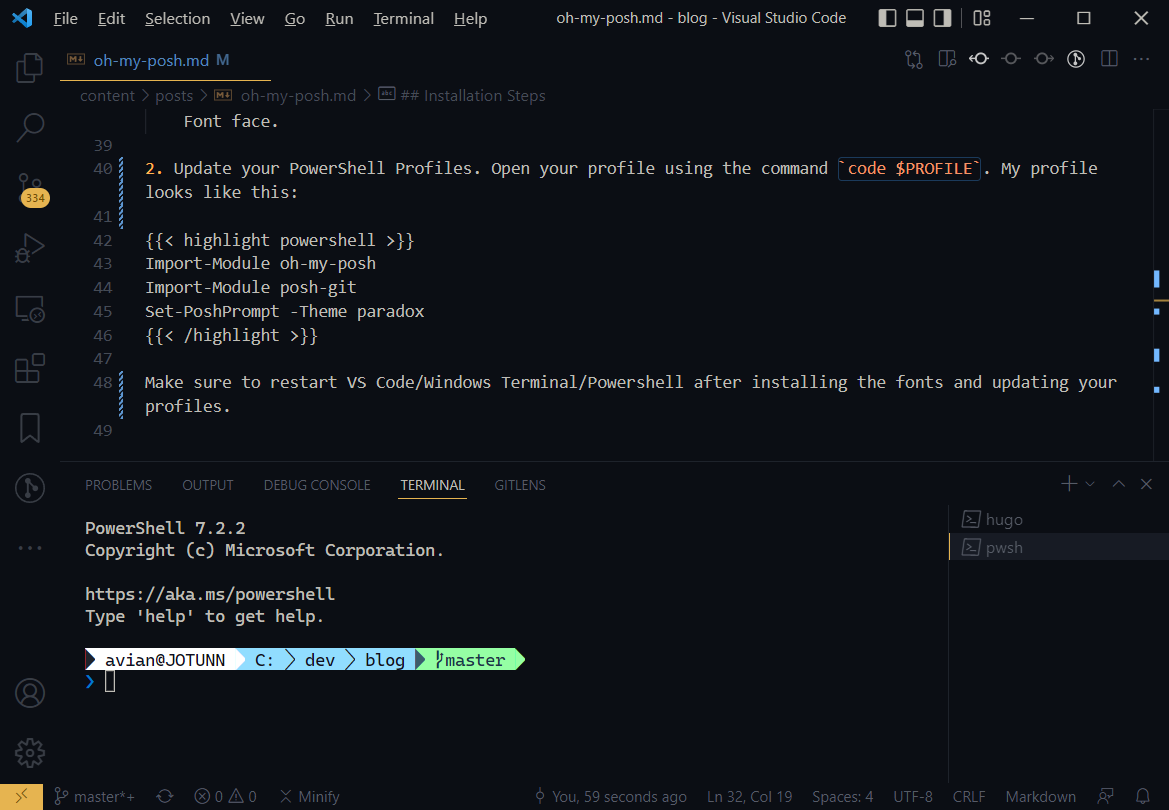 File Edit Selection View Go Run Terminal Help oh-my-posh.md - blog - Visual Studio Code
oh-my-posh.md M
content > posts > oh-my-posh.md > abc ## Installation Steps
Font face.
39
40 2. Update your PowerShell Profiles. Open your profile using the command `code $PROFILE`. My profile
looks like this:
41
42 {{< highlight powershell >}}
43 Import-Module oh-my-posh
44 Import-Module posh-git
45 Set-PoshPrompt -Theme paradox
46 {{< /highlight >}}
47
48 Make sure to restart VS Code/Windows Terminal/Powershell after installing the fonts and updating your
profiles.
49
334
PROBLEMS OUTPUT DEBUG CONSOLE TERMINAL GITLENS
PowerShell 7.2.2
Copyright (c) Microsoft Corporation.
https://aka.ms/powershell
Type 'help' to get help.
avian@JOTUNN C: dev blog master
❯
hugo
pwsh
master*+ 0 0 Minify You, 59 seconds ago Ln 32, Col 19 Spaces: 4 UTF-8 CRLF Markdown